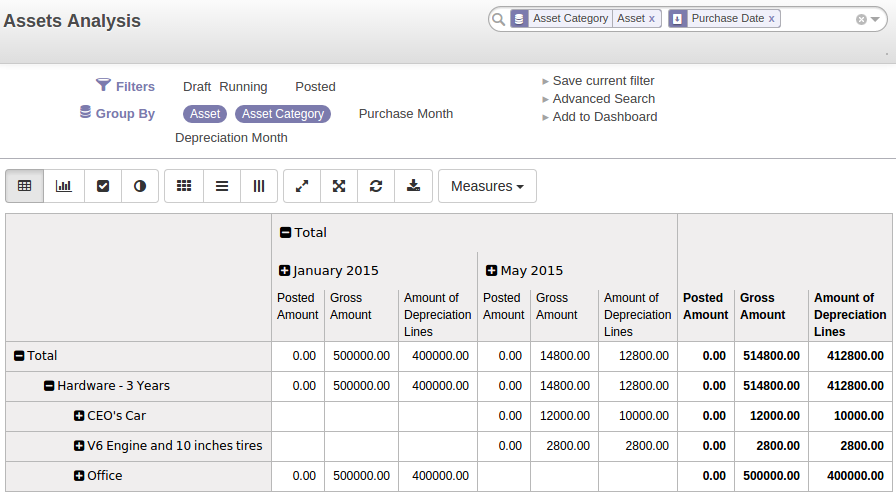 Assets Analysis
Asset Category Asset x Purchase Date x
Filters Draft Running Posted
Group By Asset Asset Category Purchase Month
Depreciation Month
Save current filter
Advanced Search
Add to Dashboard
Measures
Total
January 2015 May 2015
Posted Amount Gross Amount Amount of Depreciation Lines Posted Amount Gross Amount Amount of Depreciation Lines Posted Amount Gross Amount Amount of Depreciation Lines
Total 0.00 500000.00 400000.00 0.00 14800.00 12800.00 0.00 514800.00 412800.00
Hardware - 3 Years 0.00 500000.00 400000.00 0.00 14800.00 12800.00 0.00 514800.00 412800.00
CEO's Car 0.00 12000.00 10000.00 0.00 12000.00 10000.00
V6 Engine and 10 inches tires 0.00 2800.00 2800.00 0.00 2800.00 2800.00
Office 0.00 500000.00 400000.00 0.00 500000.00 400000.00